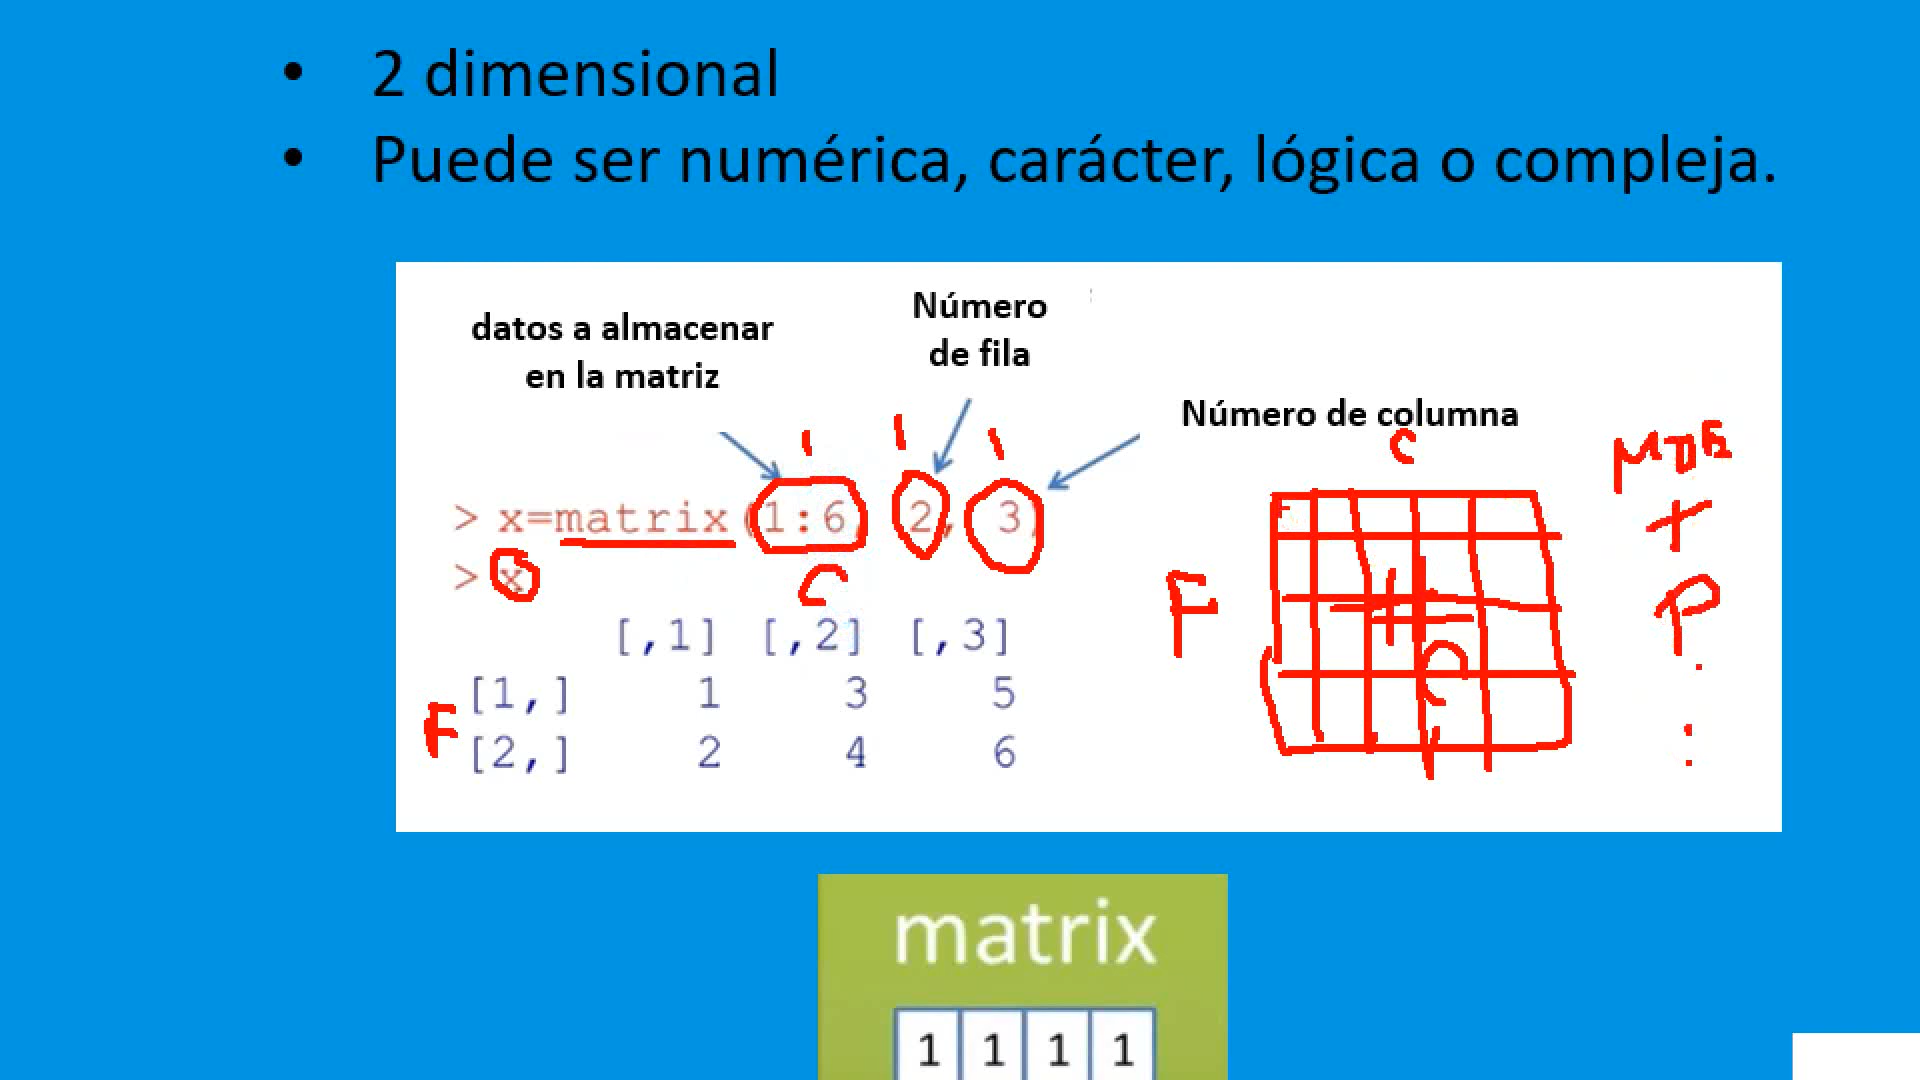 • 2 dimensional
• Puede ser numérica, carácter, lógica o compleja.
datos a almacenar
en la matriz
Número
de fila
Número de columna
> x=matrix(1:6, 2, 3)
> x
[,1] [,2] [,3]
[1,] 1 3 5
[2,] 2 4 6
C
F
C
F
F
C
+
P
matrix
1 1 1 1